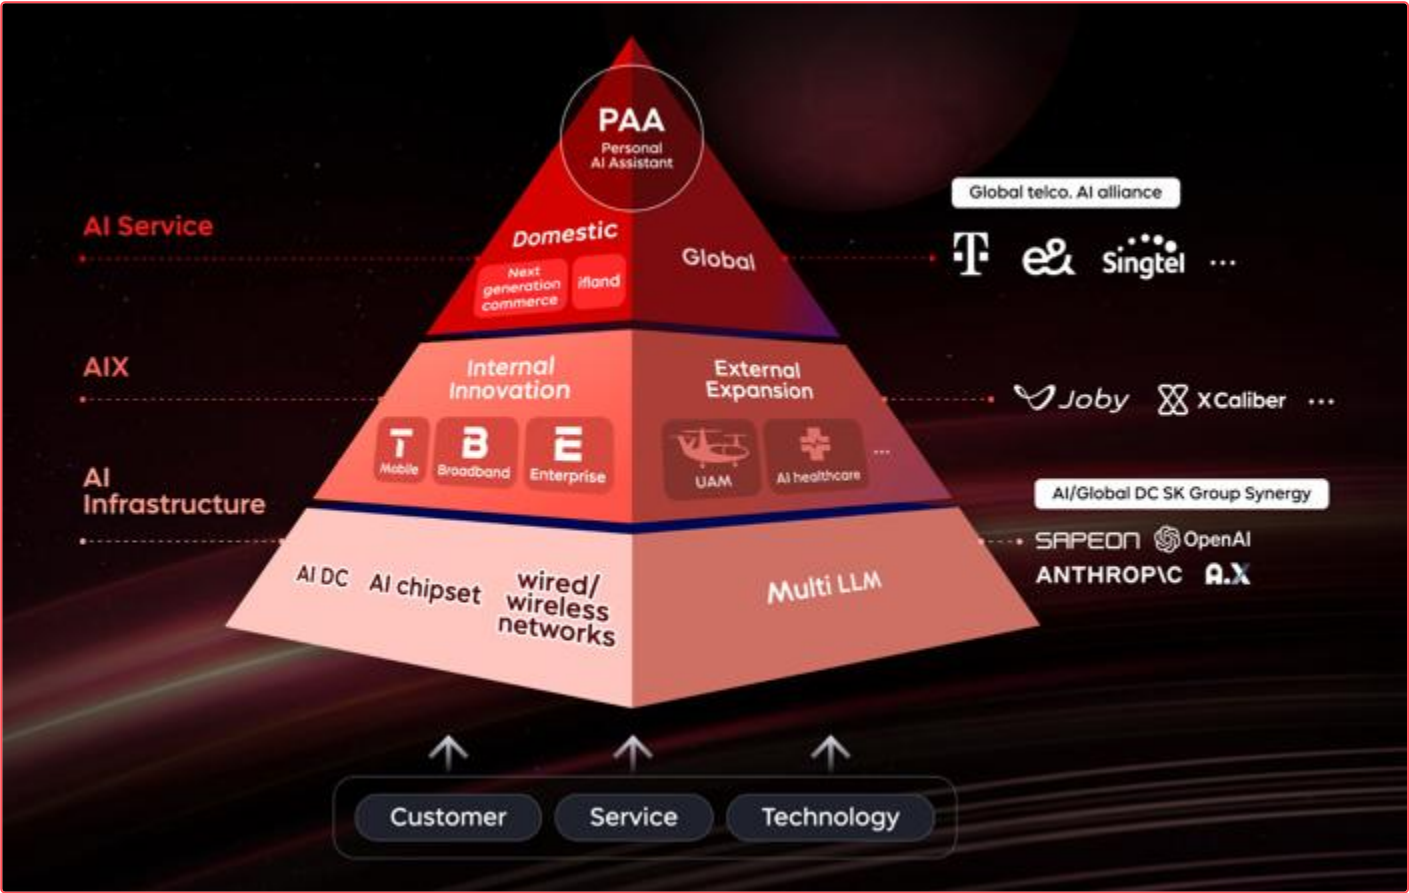 PAA
Personal
AI Assistant
Global telco. AI alliance
AI Service
Domestic
Global
Next
generation
commerce
ifland
T
e&
Singtel
...
AIX
Internal
Innovation
External
Expansion
T
Mobile
B
Broadband
E
Enterprise
UAM
AI healthcare
...
Joby
XCaliber
...
AI
Infrastructure
AI/Global DC SK Group Synergy
SAPEON
OpenAI
ANTHROP\C
A.X
AI DC
AI chipset
wired/
wireless
networks
Multi LLM
Customer
Service
Technology